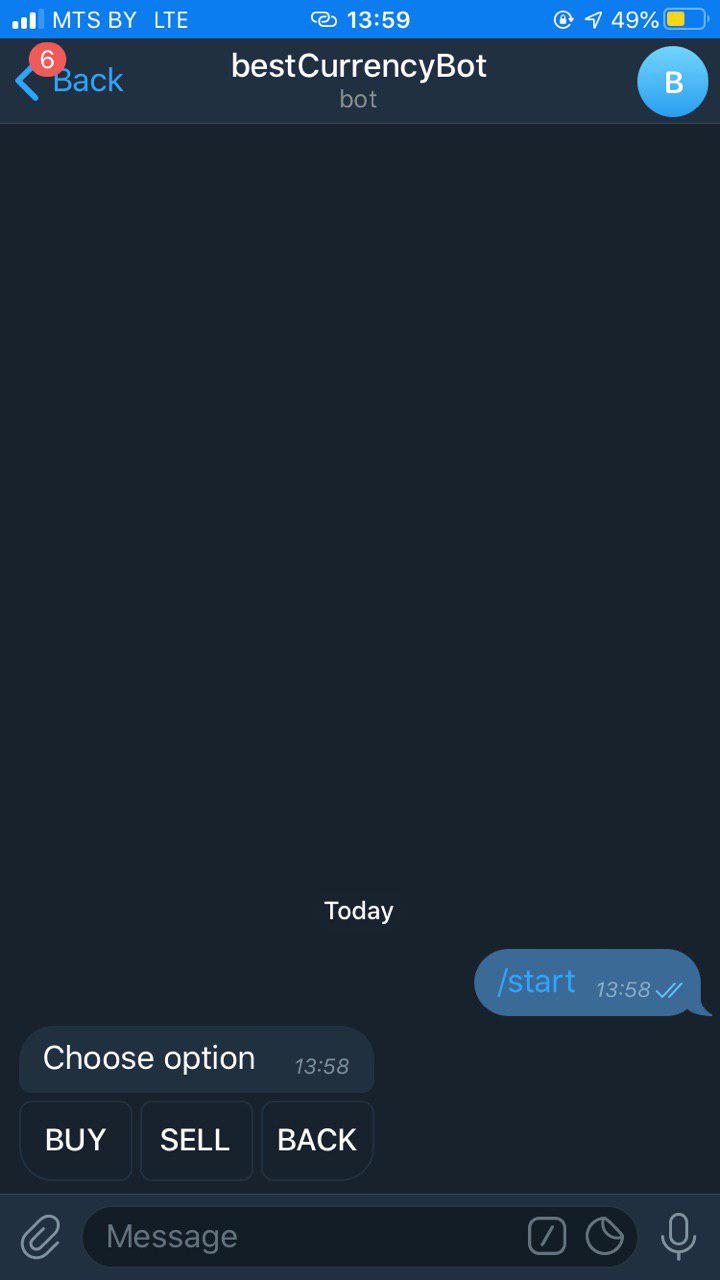 MTS BY LTE 13:59 49%
6
Back
bestCurrencyBot
bot
B
Today
/start 13:58
Choose option 13:58
BUY SELL BACK
Message